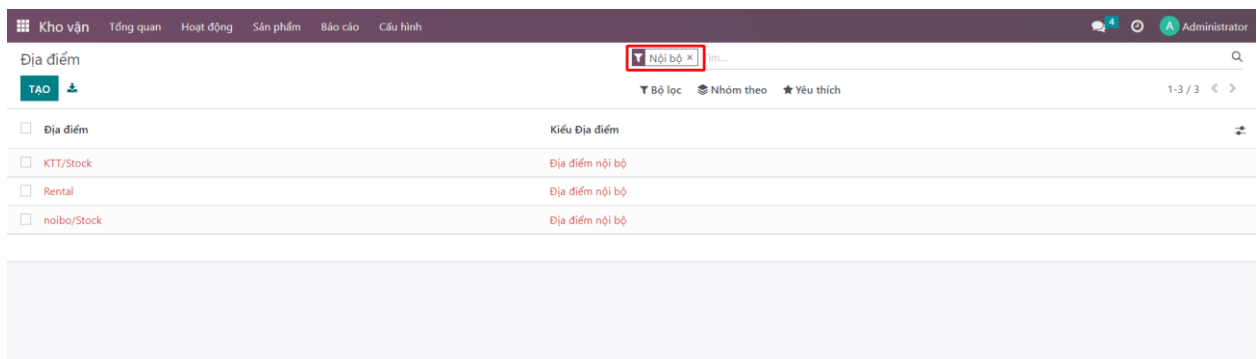 Kho vận Tổng quan Hoạt động Sản phẩm Báo cáo Cấu hình 4 A Administrator
Địa điểm Nội bộ × Tìm...
TẠO Bộ lọc Nhóm theo Yêu thích 1-3 / 3
Địa điểm Kiểu Địa điểm
KTT/Stock Địa điểm nội bộ
Rental Địa điểm nội bộ
noibo/Stock Địa điểm nội bộ